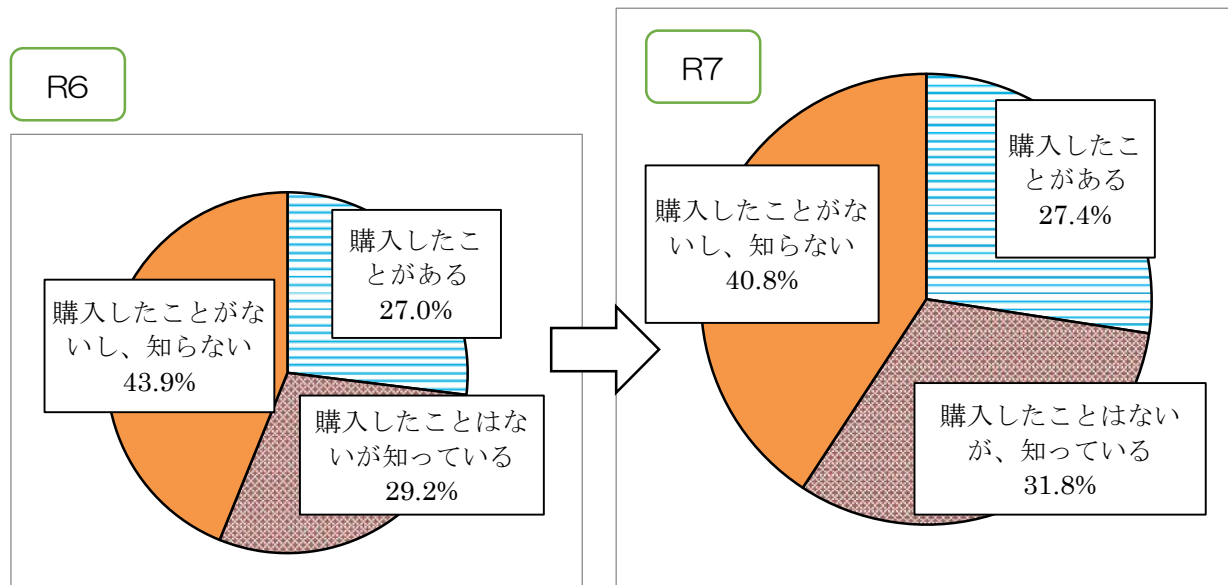 R6
購入したこ
とがある
27.0%
購入したことがな
いし、知らない
43.9%
購入したことはな
いが知っている
29.2%
R7
購入したこ
とがある
27.4%
購入したことがな
いし、知らない
40.8%
購入したことはない
が、知っている
31.8%